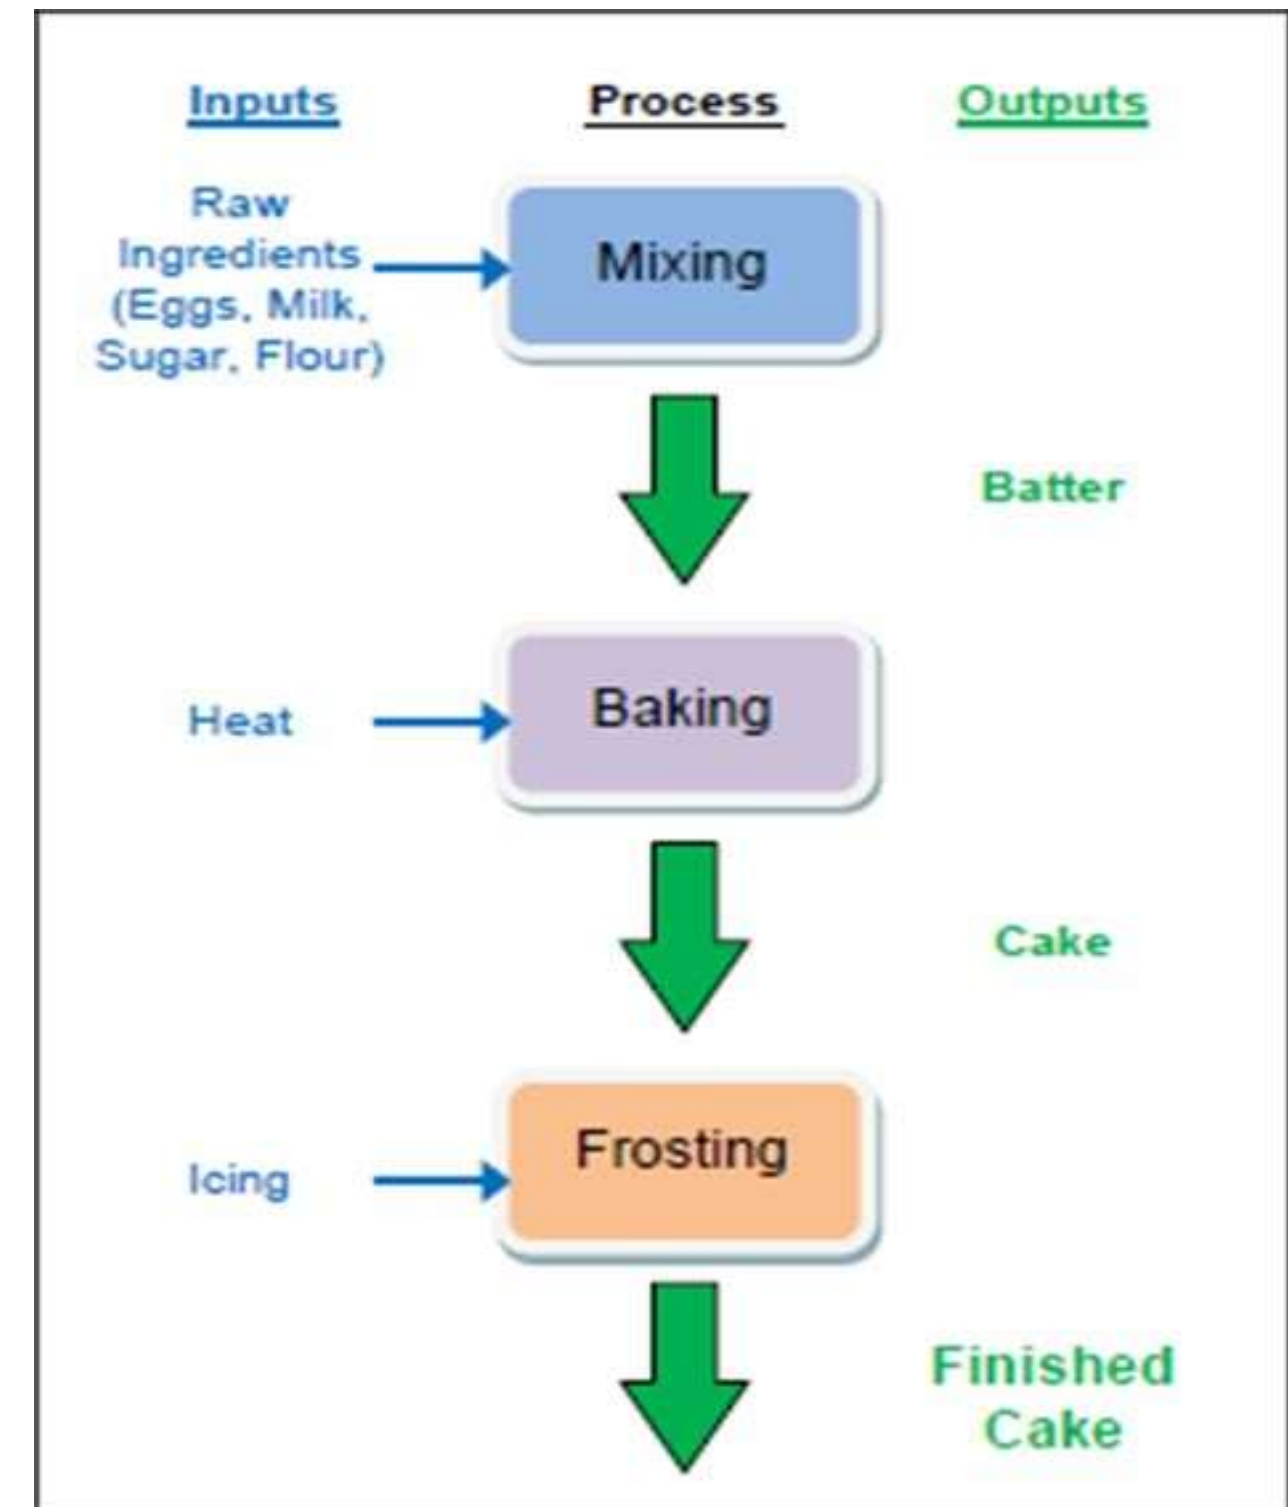 Inputs
Process
Outputs
Raw
Ingredients
(Eggs, Milk,
Sugar, Flour)
Mixing
Batter
Heat
Baking
Cake
Icing
Frosting
Finished
Cake